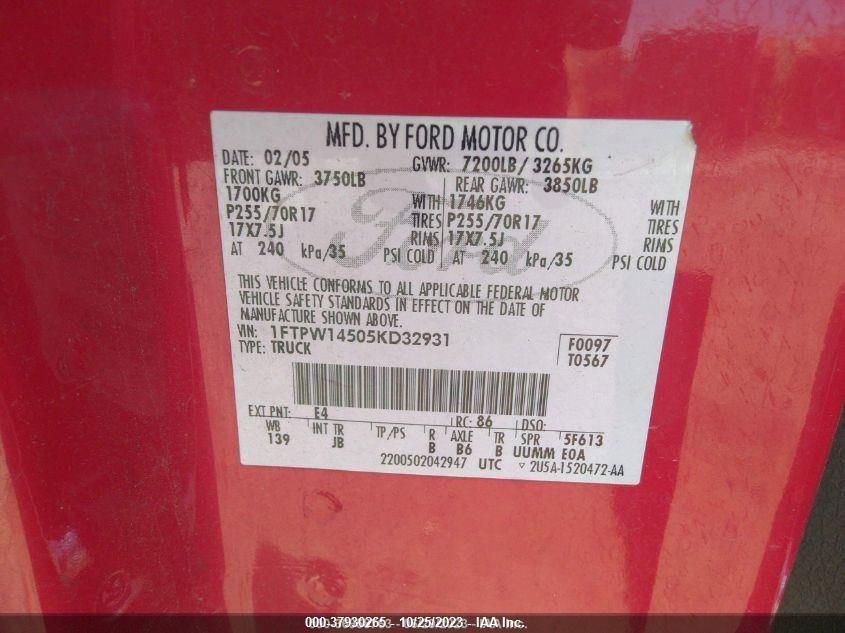 MFD. BY FORD MOTOR CO.
DATE: 02/05 GVWR: 7200LB / 3265KG
FRONT GAWR: 3750LB REAR GAWR: 3850LB
1700KG WITH 1746KG WITH
P255/70R17 TIRES P255/70R17 TIRES
17X7.5J RIMS 17X7.5J RIMS
AT 240 kPa/35 PSI COLD AT 240 kPa/35 PSI COLD
Ford
THIS VEHICLE CONFORMS TO ALL APPLICABLE FEDERAL MOTOR
VEHICLE SAFETY STANDARDS IN EFFECT ON THE DATE OF
MANUFACTURE SHOWN ABOVE.
VIN: 1FTPW14505KD32931 F0097
TYPE: TRUCK T0567
EXT PNT: E4 RC: 86 DSO:
WB INT TR TP/PS R AXLE TR SPR 5F613
139 JB B B6 B UUMM E0A
2200502042947 UTC ▽ 2U5A-1520472-AA
000-37930265 - 10/25/2023 - IAA Inc.